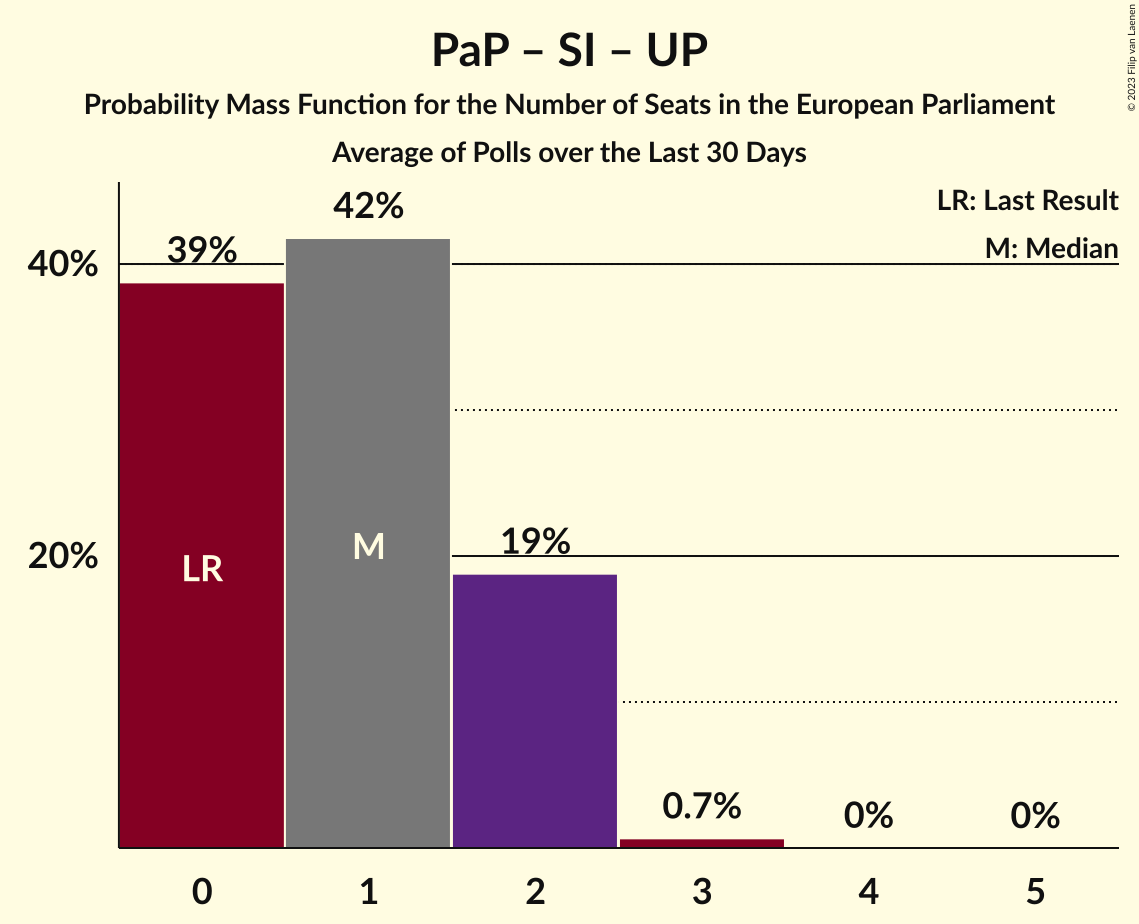 PaP – SI – UP
Probability Mass Function for the Number of Seats in the European Parliament
Average of Polls over the Last 30 Days
© 2023 Filip van Laenen
LR: Last Result
M: Median
40%
20%
39%
42%
19%
0.7%
0%
0%
LR
M
0 1 2 3 4 5